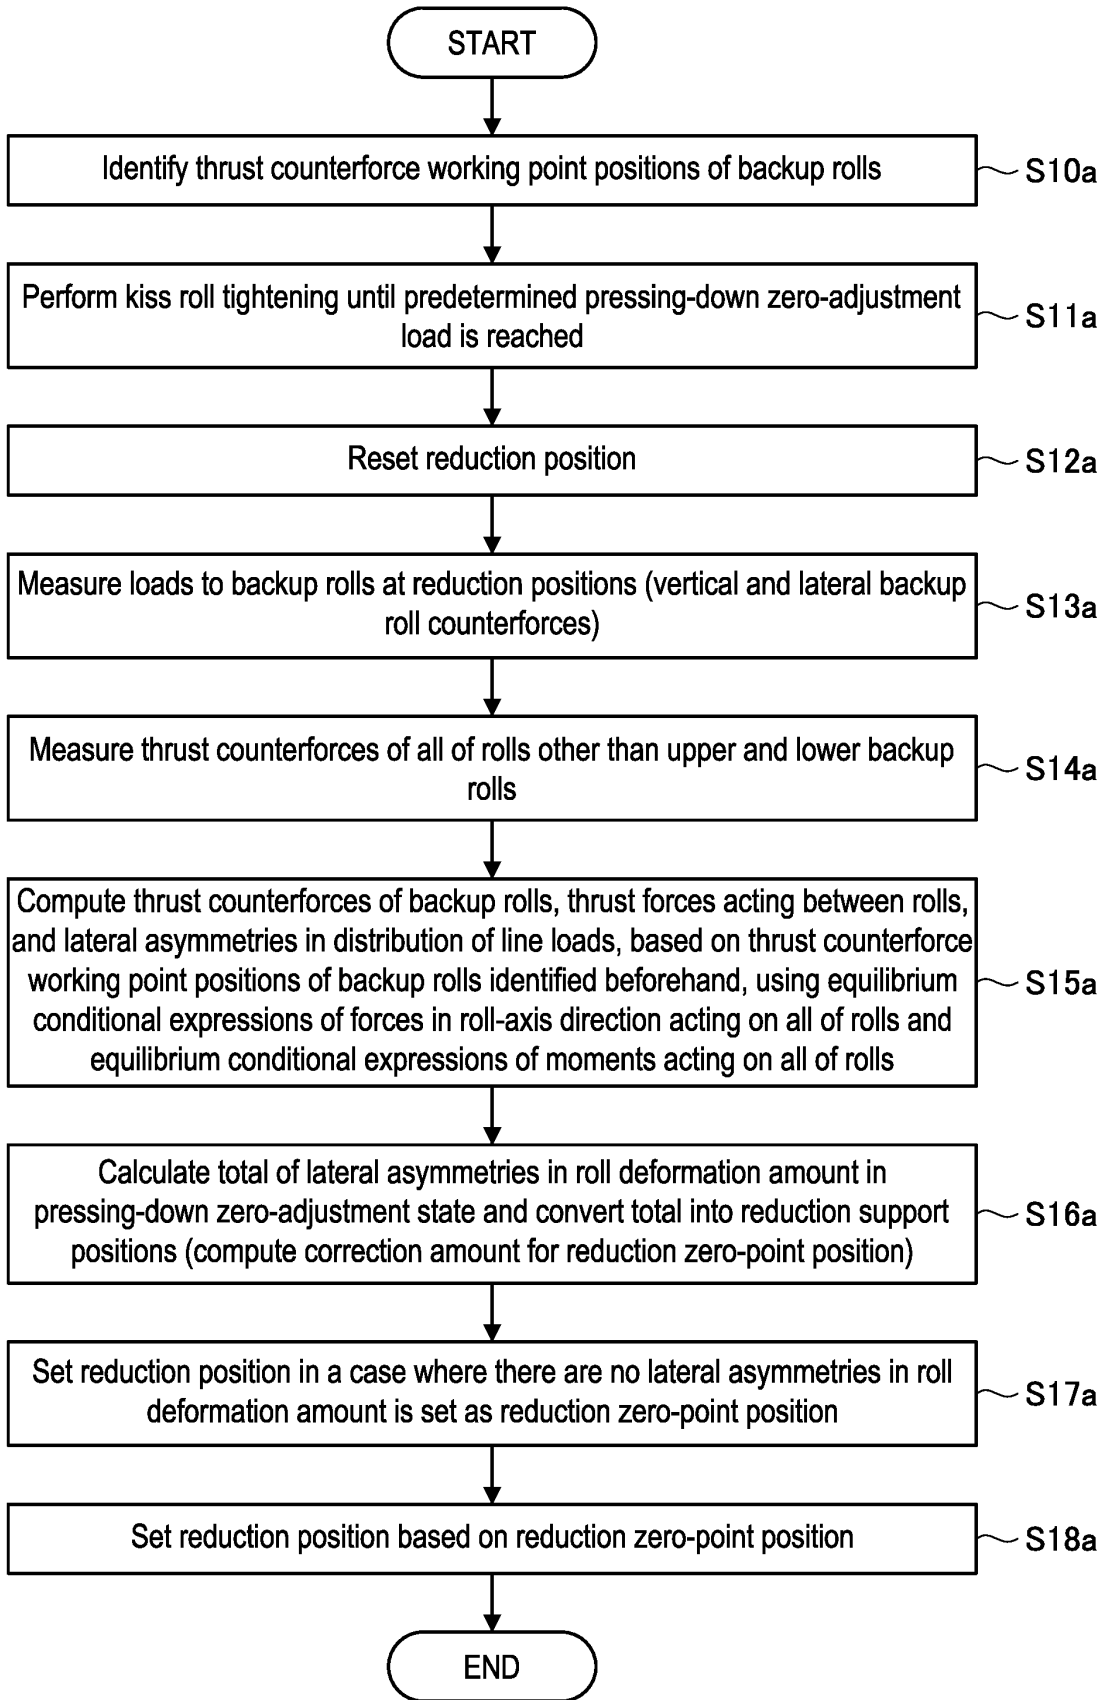 START
Identify thrust counterforce working point positions of backup rolls
S10a
Perform kiss roll tightening until predetermined pressing-down zero-adjustment
load is reached
S11a
Reset reduction position
S12a
Measure loads to backup rolls at reduction positions (vertical and lateral backup
roll counterforces)
S13a
Measure thrust counterforces of all of rolls other than upper and lower backup
rolls
S14a
Compute thrust counterforces of backup rolls, thrust forces acting between rolls,
and lateral asymmetries in distribution of line loads, based on thrust counterforce
working point positions of backup rolls identified beforehand, using equilibrium
conditional expressions of forces in roll-axis direction acting on all of rolls and
equilibrium conditional expressions of moments acting on all of rolls
S15a
Calculate total of lateral asymmetries in roll deformation amount in
pressing-down zero-adjustment state and convert total into reduction support
positions (compute correction amount for reduction zero-point position)
S16a
Set reduction position in a case where there are no lateral asymmetries in roll
deformation amount is set as reduction zero-point position
S17a
Set reduction position based on reduction zero-point position
S18a
END